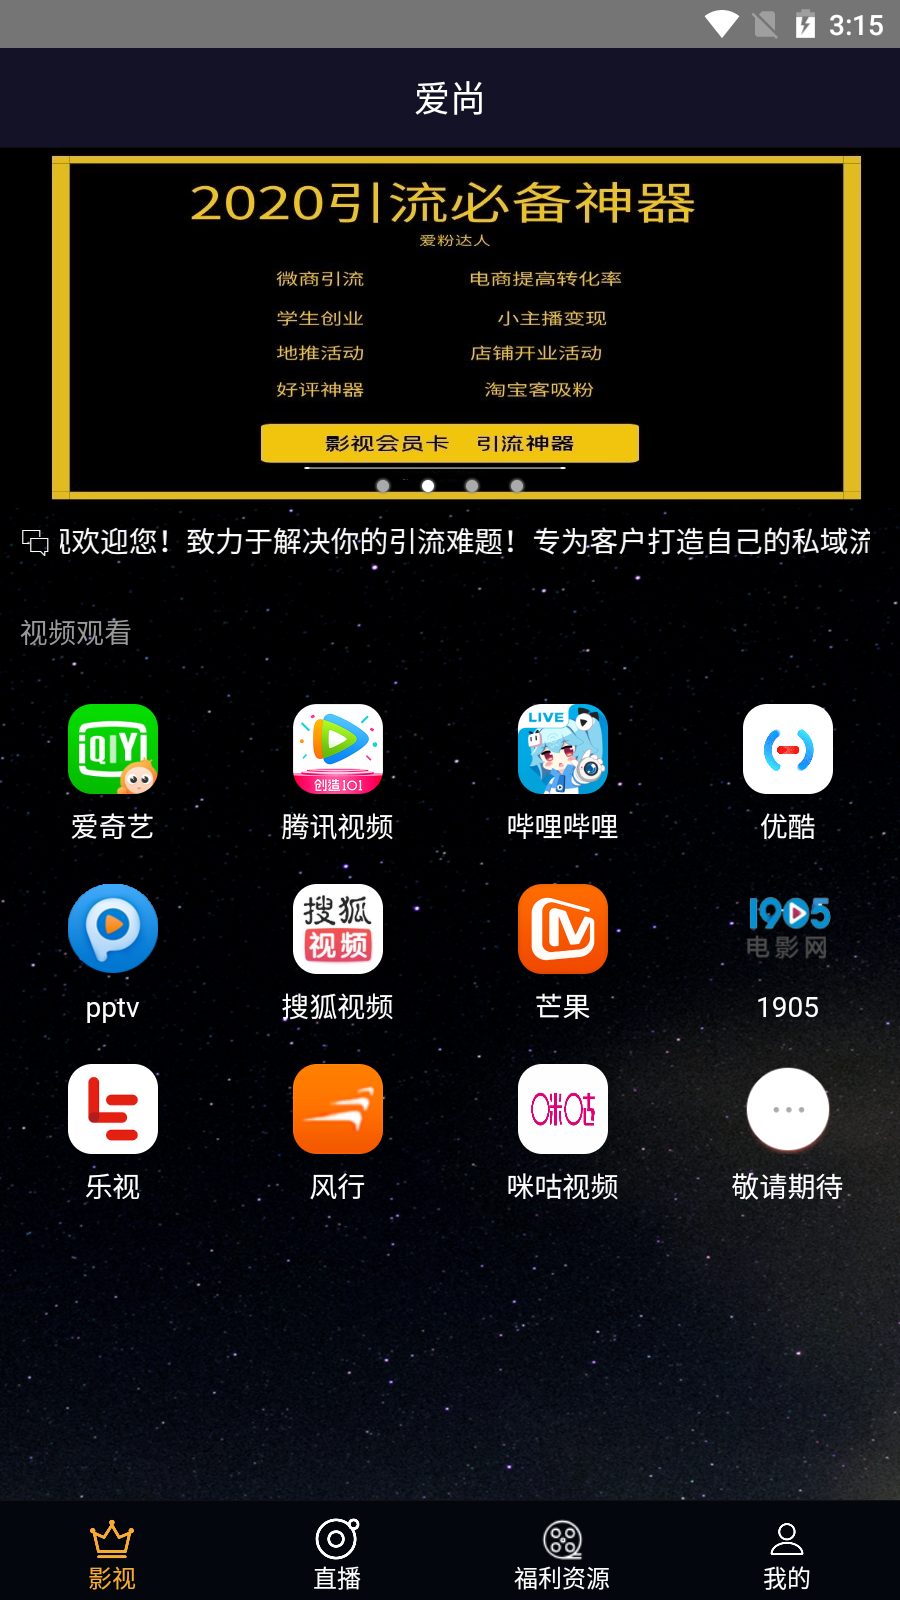 3:15
爱尚
2020引流必备神器
爱粉达人
微商引流 电商提高转化率
学生创业 小主播变现
地推活动 店铺开业活动
好评神器 淘宝客吸粉
影视会员卡 引流神器
欢迎您！致力于解决你的引流难题！专为客户打造自己的私域流
视频观看
iQIYI
创造101
LIVE
爱奇艺 腾讯视频 哔哩哔哩 优酷
搜狐
视频
1905
电影网
pptv 搜狐视频 芒果 1905
咪咕
乐视 风行 咪咕视频 敬请期待
影视 直播 福利资源 我的